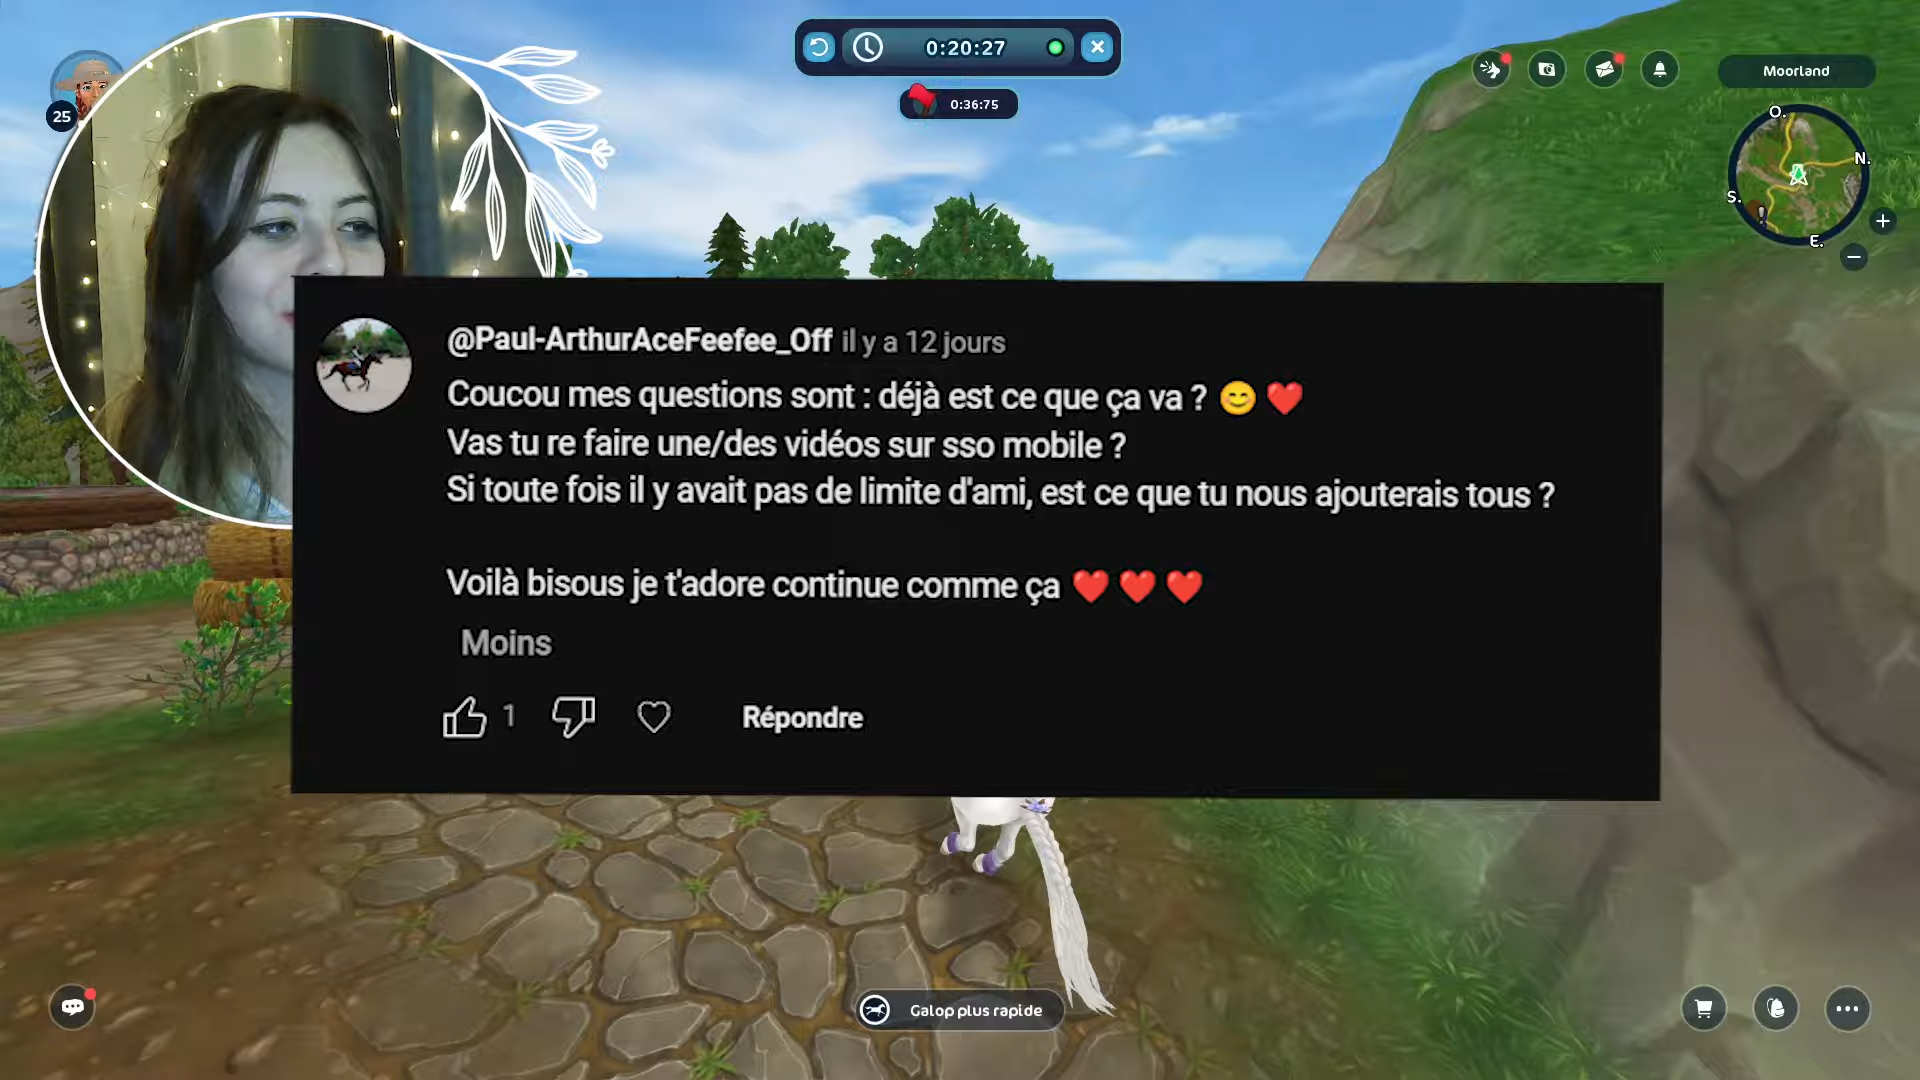 0:20:27
0:36:75
25
Moorland
O.
N.
S.
E.
@Paul-ArthurAceFeefee_Off il y a 12 jours
Coucou mes questions sont : déjà est ce que ça va ? 😊 ❤️
Vas tu re faire une/des vidéos sur sso mobile ?
Si toute fois il y avait pas de limite d'ami, est ce que tu nous ajouterais tous ?
Voilà bisous je t'adore continue comme ça ❤️ ❤️ ❤️
Moins
1
Répondre
Galop plus rapide